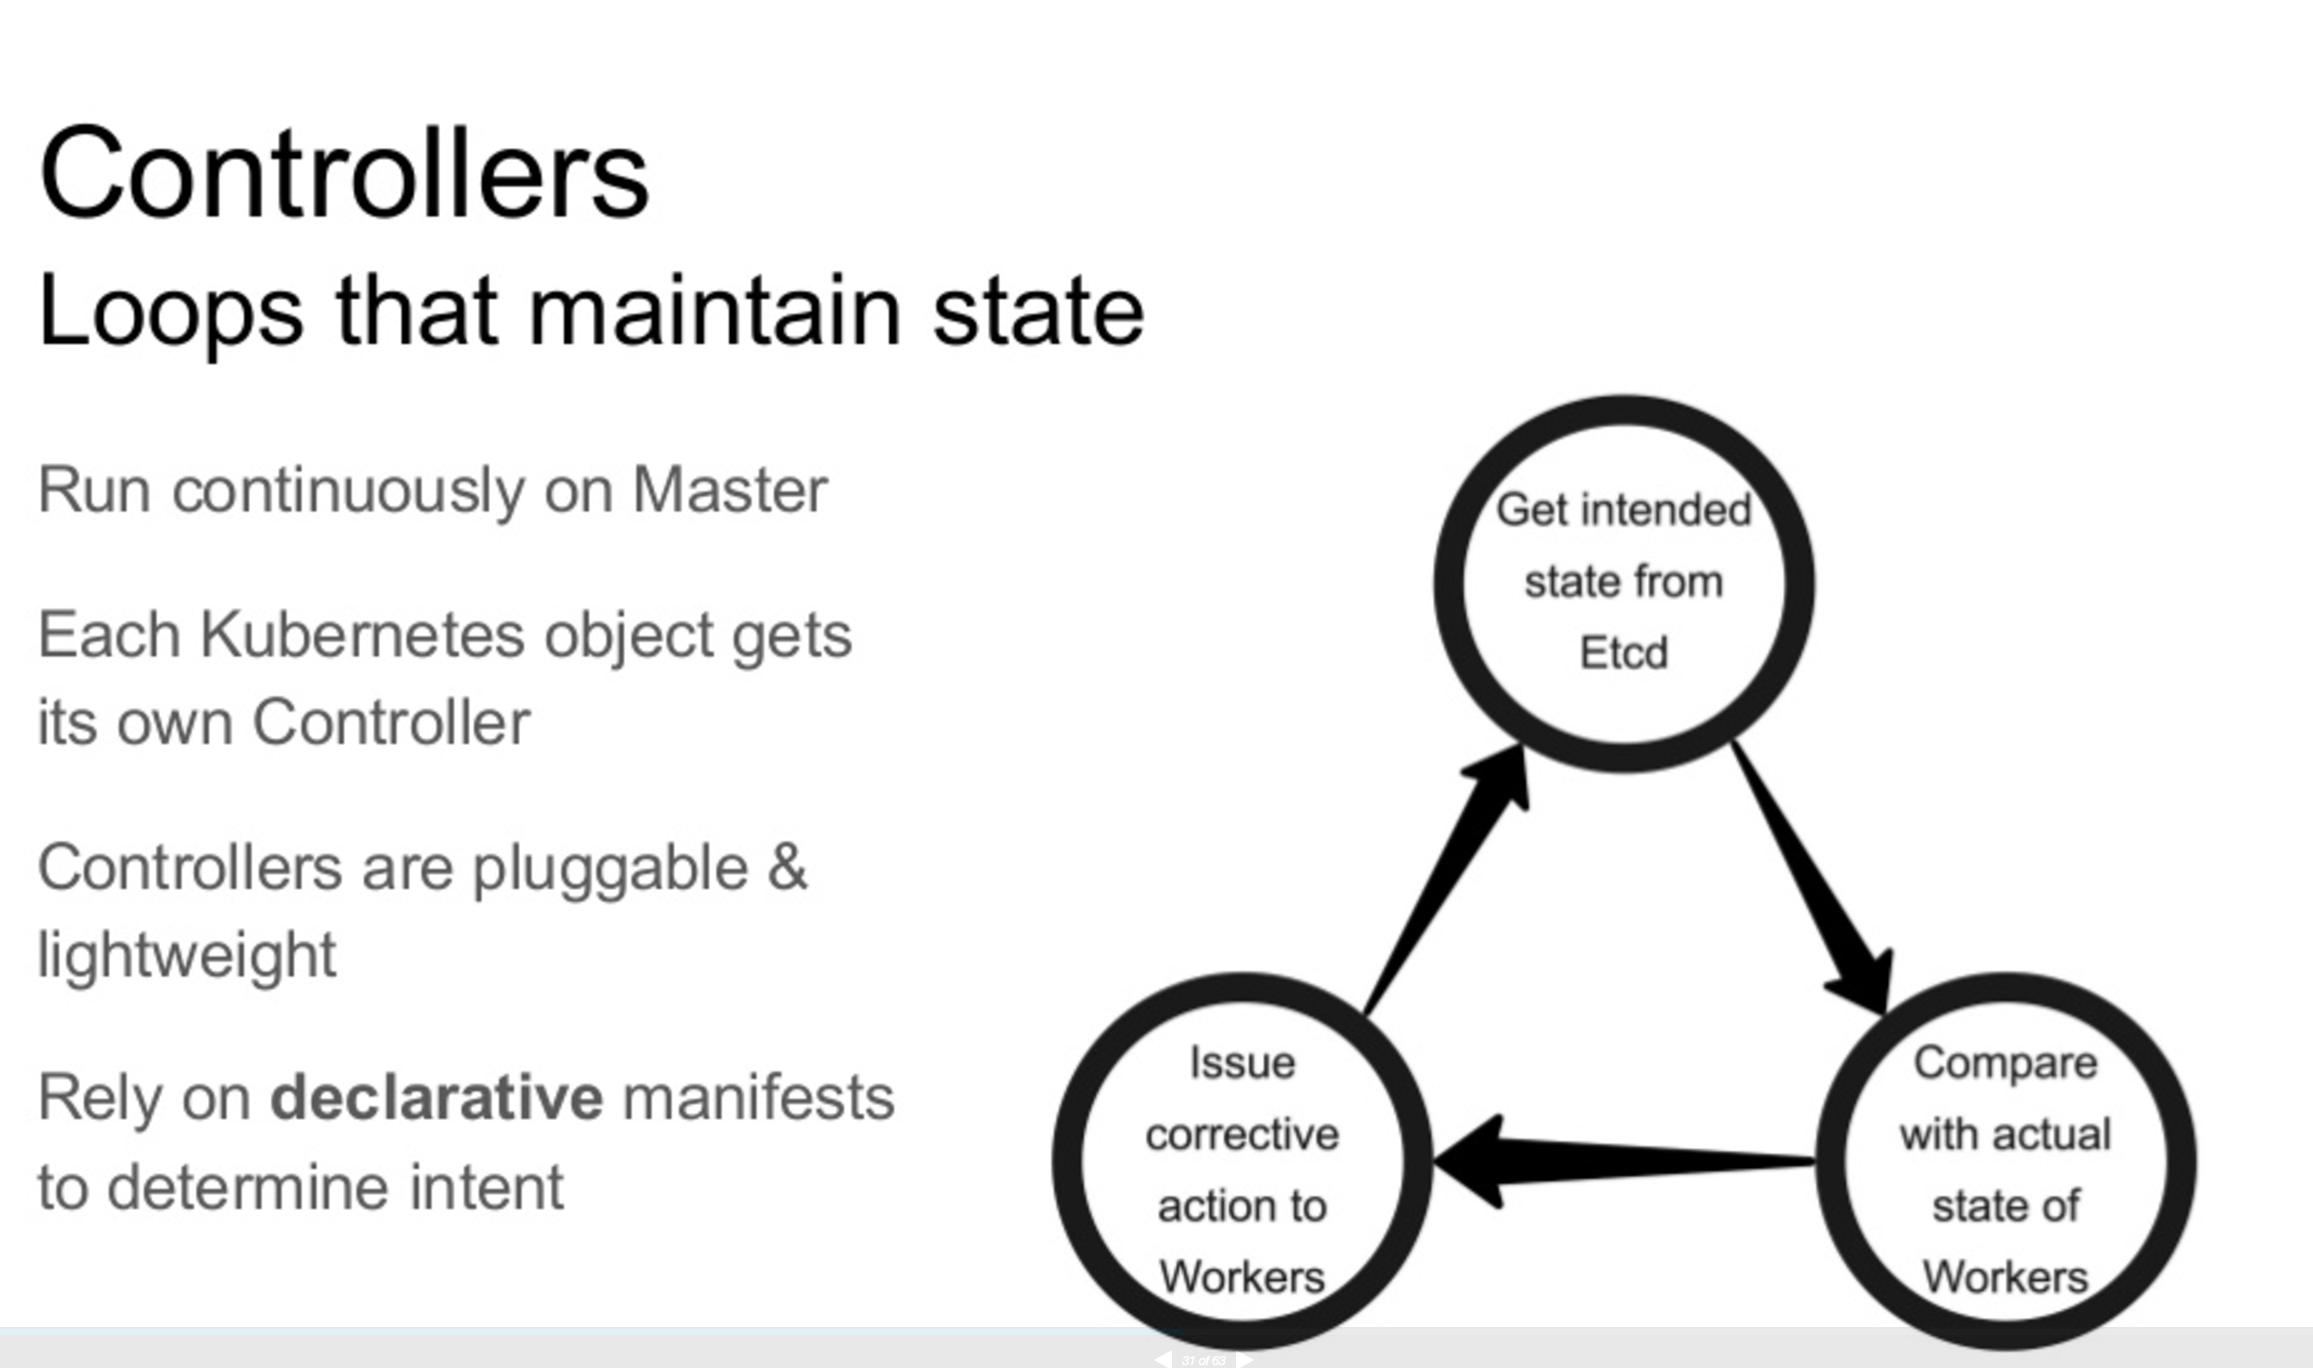 Controllers
Loops that maintain state
Run continuously on Master
Each Kubernetes object gets
its own Controller
Controllers are pluggable &
lightweight
Rely on declarative manifests
to determine intent
Get intended
state from
Etcd
Compare
with actual
state of
Workers
Issue
corrective
action to
Workers
31 of 63